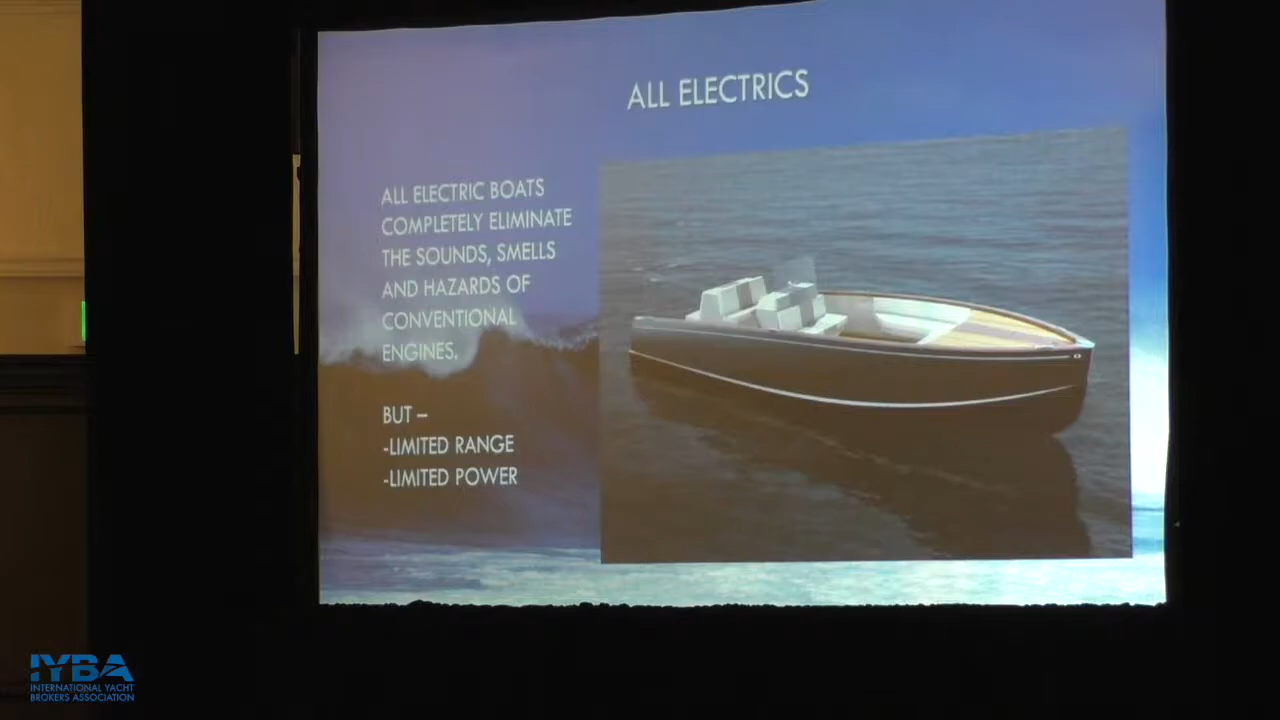 ALL ELECTRICS
ALL ELECTRIC BOATS
COMPLETELY ELIMINATE
THE SOUNDS, SMELLS
AND HAZARDS OF
CONVENTIONAL
ENGINES.
BUT –
-LIMITED RANGE
-LIMITED POWER
IYBA
INTERNATIONAL YACHT
BROKERS ASSOCIATION